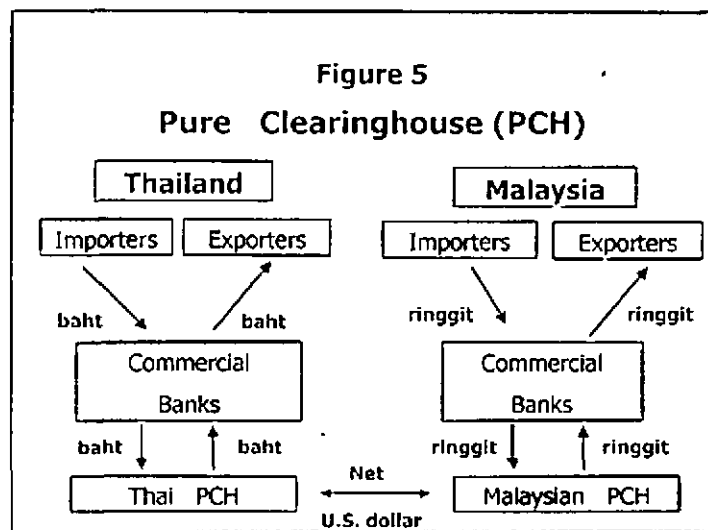 Figure 5
Pure Clearinghouse (PCH)
Thailand
Malaysia
Importers Exporters
Importers Exporters
baht baht
ringgit ringgit
Commercial
Banks
Commercial
Banks
baht baht
ringgit ringgit
Net
Thai PCH
Malaysian PCH
U.S. dollar